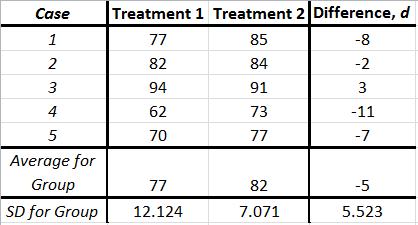 Case Treatment 1 Treatment 2 Difference, d
1 77 85 -8
2 82 84 -2
3 94 91 3
4 62 73 -11
5 70 77 -7
Average for
Group 77 82 -5
SD for Group 12.124 7.071 5.523